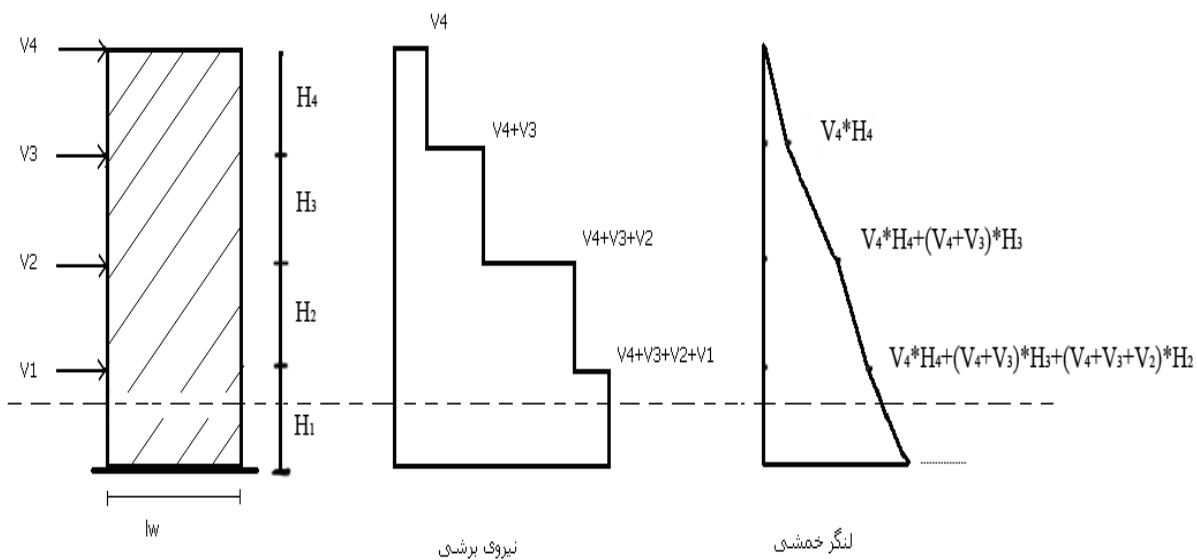 V4
V3
V2
V1
H₄
H₃
H₂
H₁
lw
V4
V4+V3
V4+V3+V2
V4+V3+V2+V1
نیروی برشی
V₄*H₄
V₄*H₄+(V₄+V₃)*H₃
V₄*H₄+(V₄+V₃)*H₃+(V₄+V₃+V₂)*H₂
لنگر خمشی